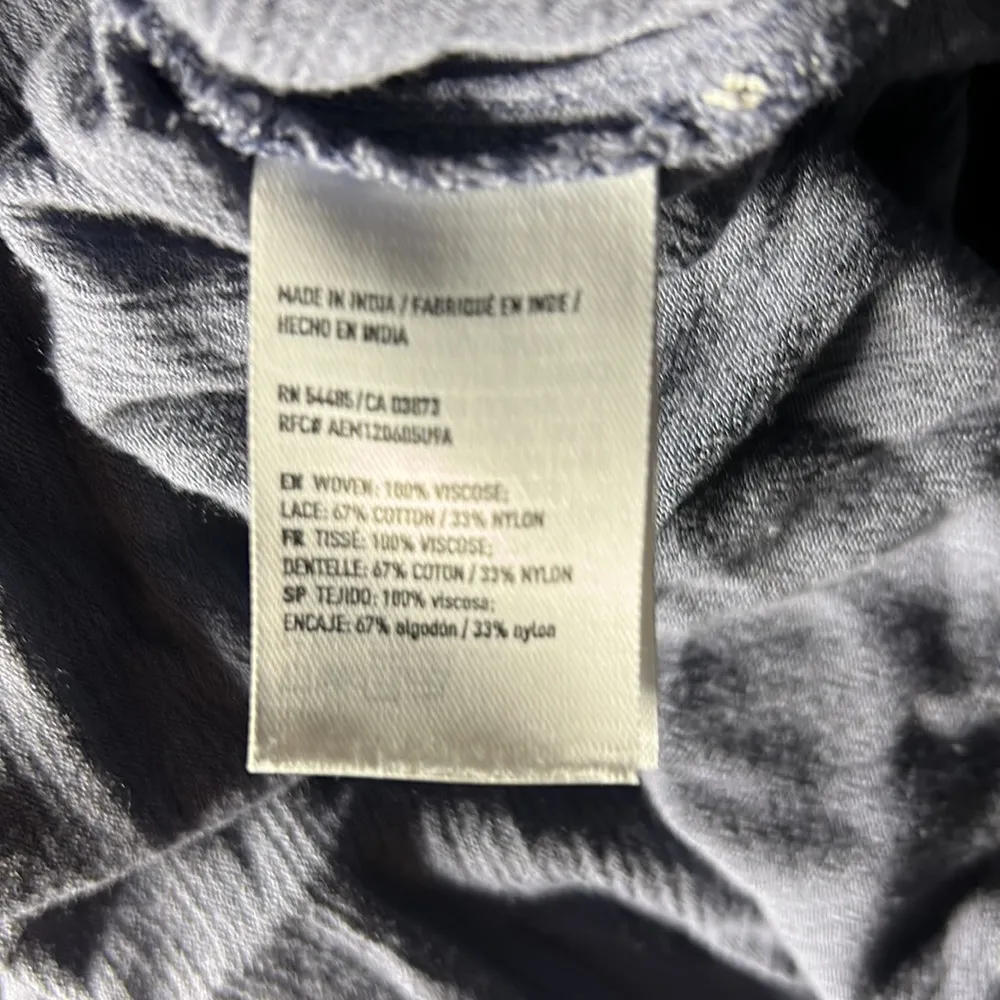 MADE IN INDIA / FABRIQUÉ EN INDE /
HECHO EN INDIA
RN 54485/CA 03873
RFC# AEM120605U9A
EN WOVEN: 100% VISCOSE;
LACE: 67% COTTON / 33% NYLON
FR TISSÉ: 100% VISCOSE;
DENTELLE: 67% COTON / 33% NYLON
SP TEJIDO: 100% viscosa;
ENCAJE: 67% algodón / 33% nylon